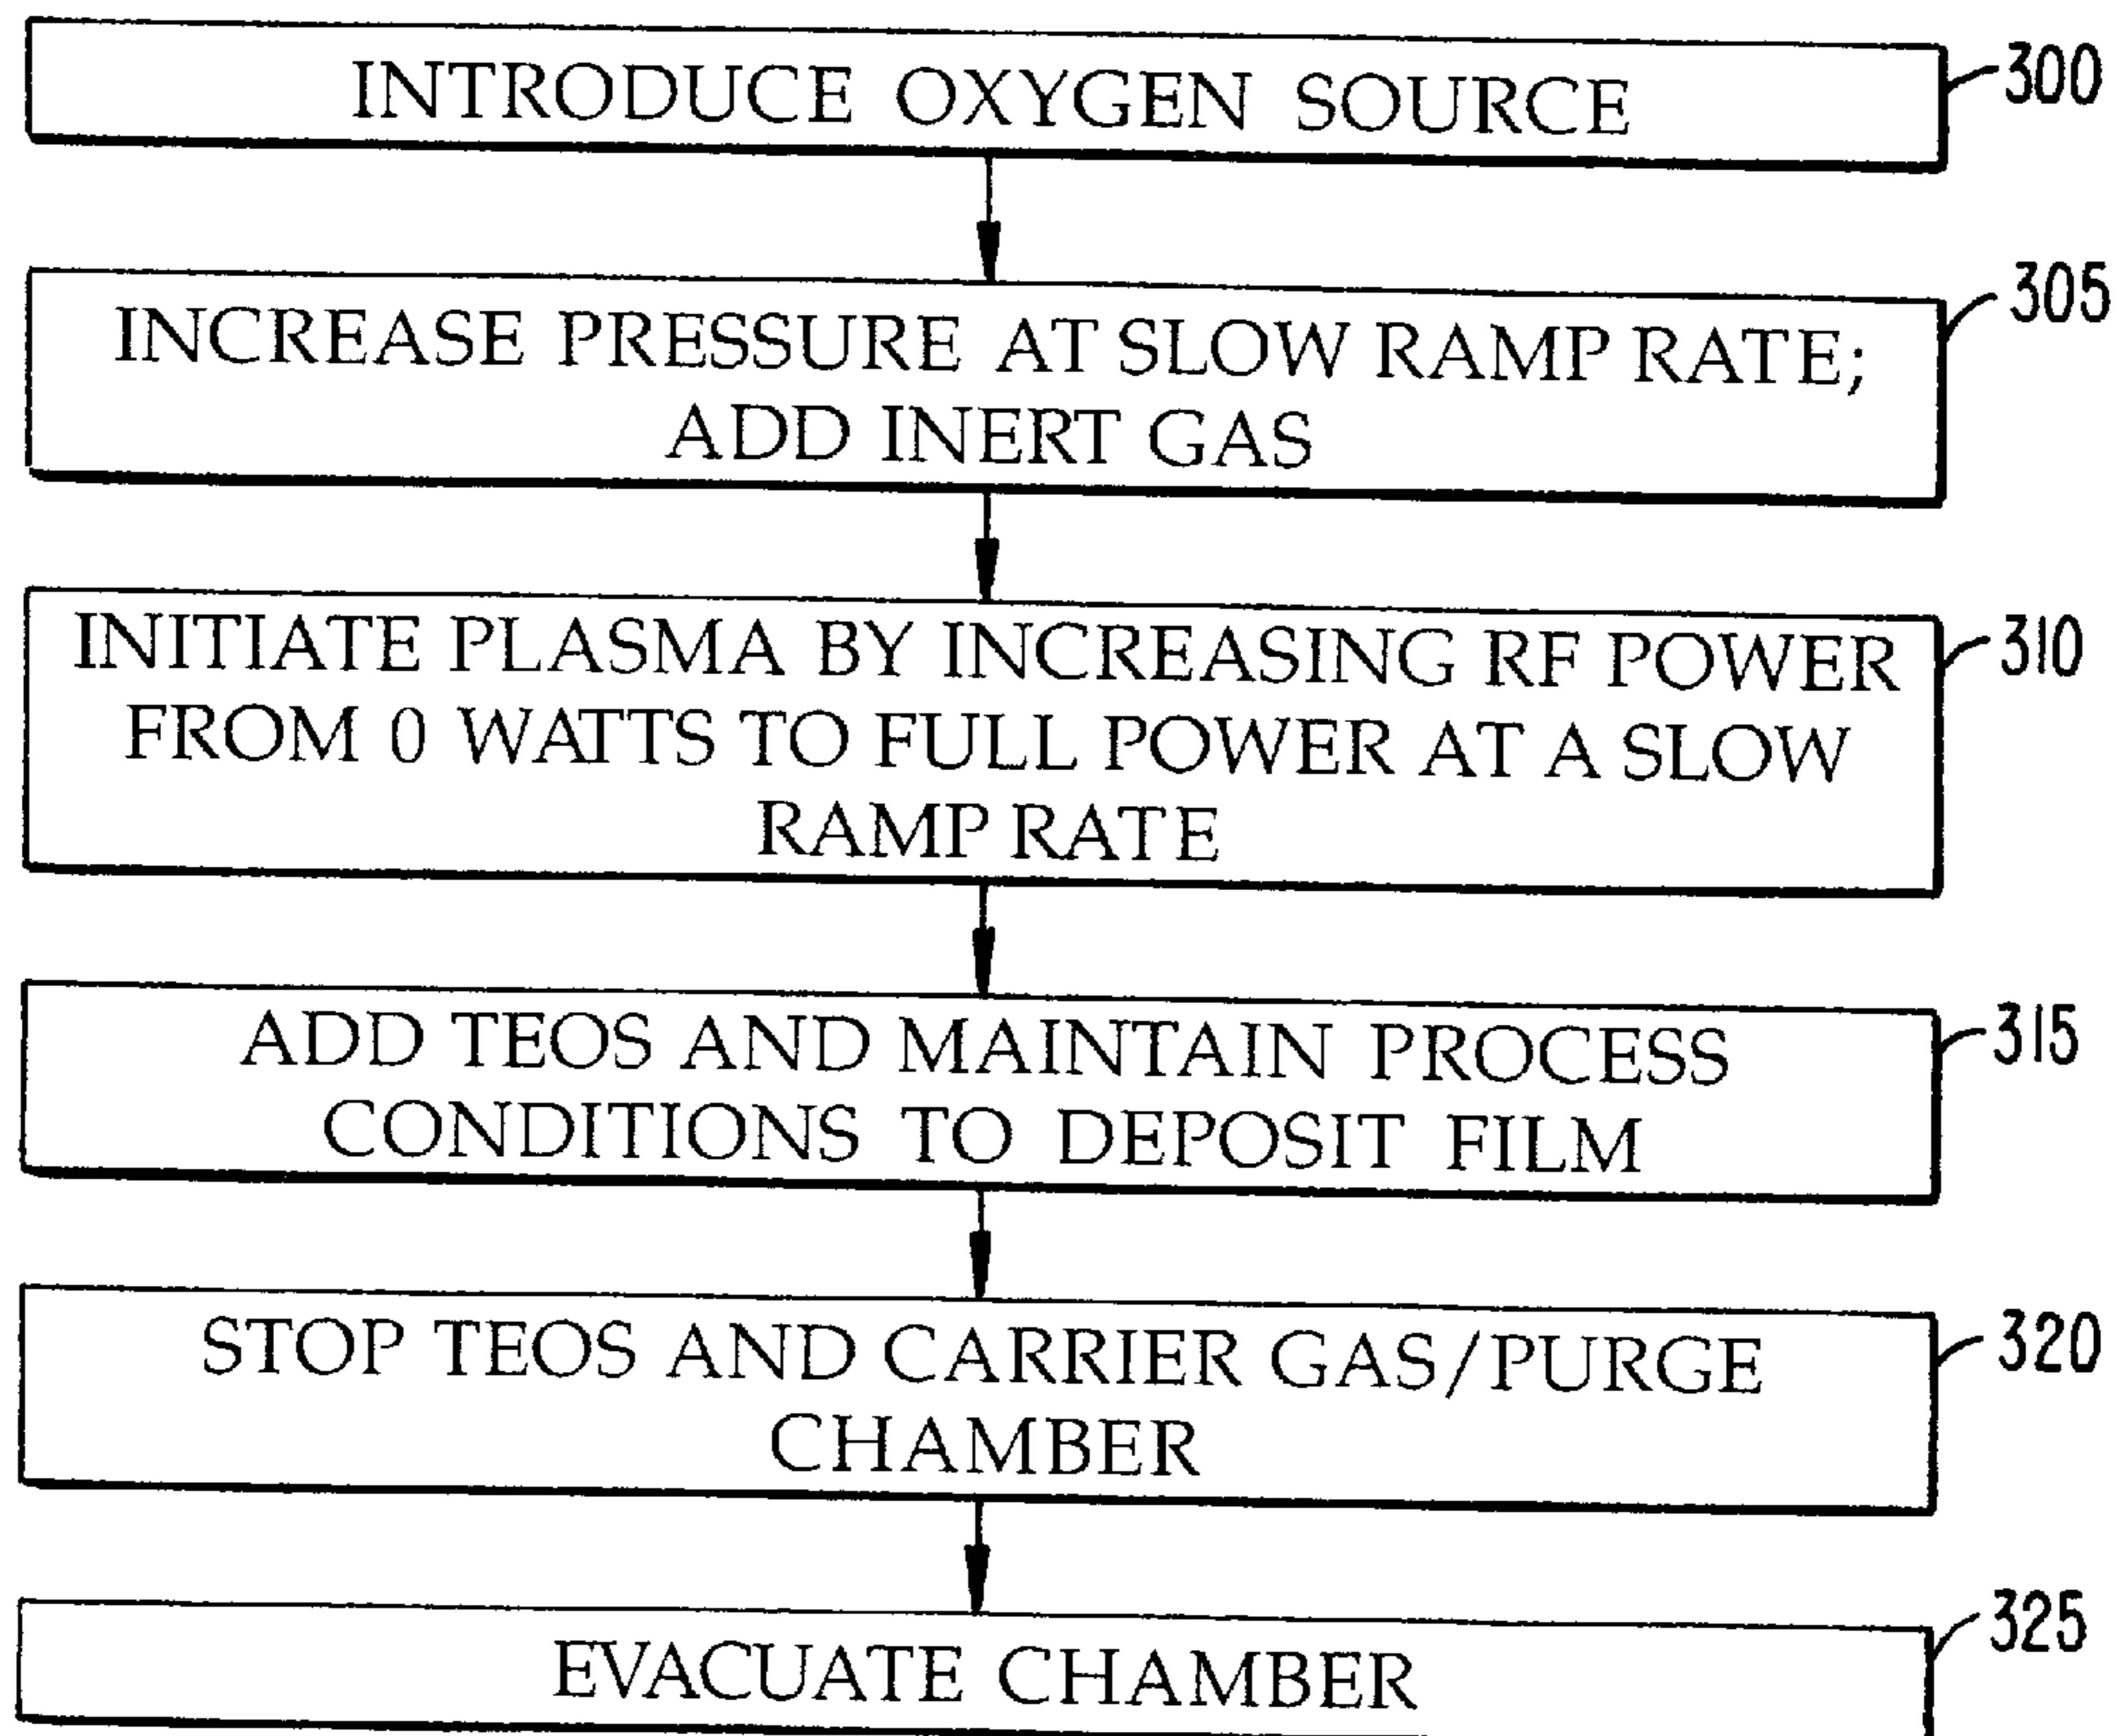 INTRODUCE OXYGEN SOURCE
300
INCREASE PRESSURE AT SLOW RAMP RATE;
ADD INERT GAS
305
INITIATE PLASMA BY INCREASING RF POWER
FROM 0 WATTS TO FULL POWER AT A SLOW
RAMP RATE
310
ADD TEOS AND MAINTAIN PROCESS
CONDITIONS TO DEPOSIT FILM
315
STOP TEOS AND CARRIER GAS/PURGE
CHAMBER
320
EVACUATE CHAMBER
325